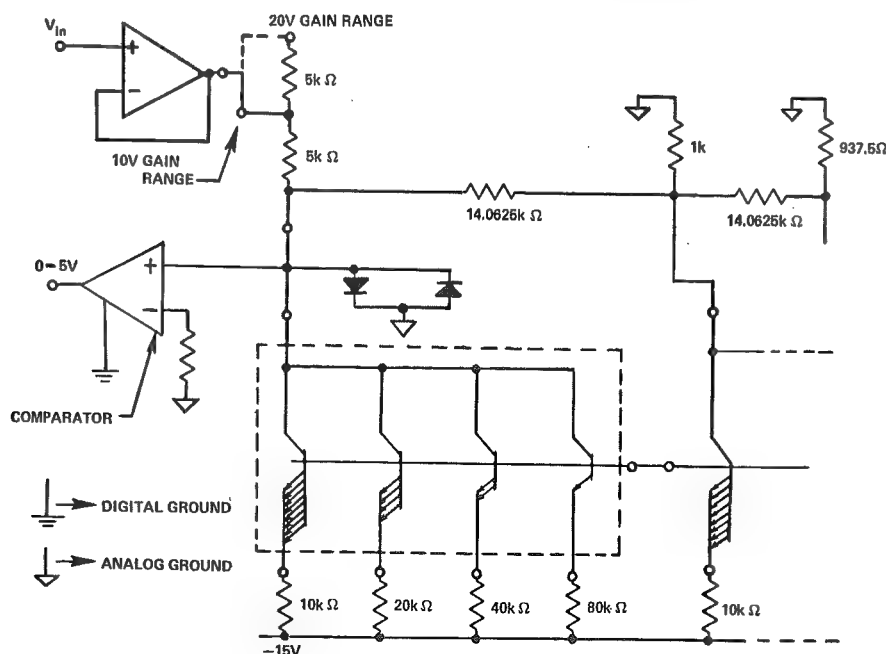 20V GAIN RANGE
V_in
+
−
5k Ω
10V GAIN
RANGE
5k Ω
1k
937.5Ω
14.0625k Ω
14.0625k Ω
0–5V
+
−
COMPARATOR
DIGITAL GROUND
ANALOG GROUND
10k Ω
20k Ω
40k Ω
80k Ω
10k Ω
−15V